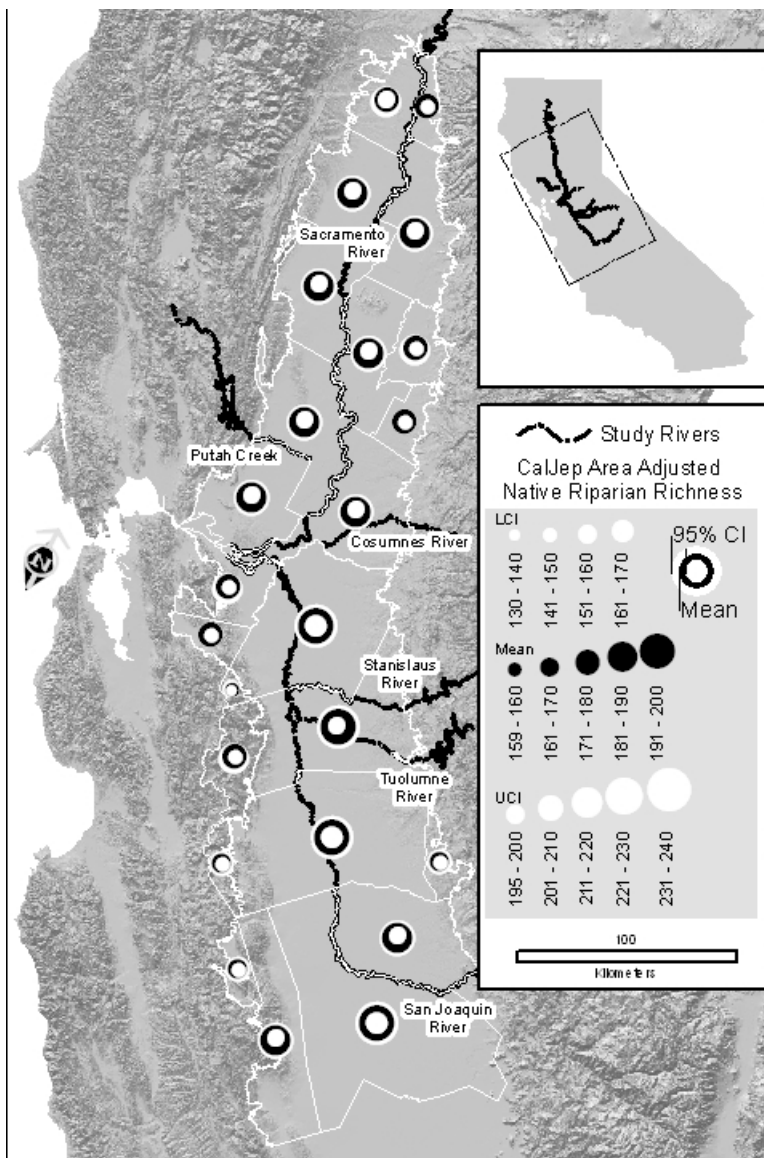 Sacramento
River
Putah Creek
Cosumnes River
Stanislaus
River
Tuolumne
River
San Joaquin
River
N
Study Rivers
CalJep Area Adjusted
Native Riparian Richness
LCI
130 - 140
141 - 150
151 - 160
161 - 170
95% CI
Mean
Mean
159 - 160
161 - 170
171 - 180
181 - 190
191 - 200
UCI
195 - 200
201 - 210
211 - 220
221 - 230
231 - 240
100
Kilometers